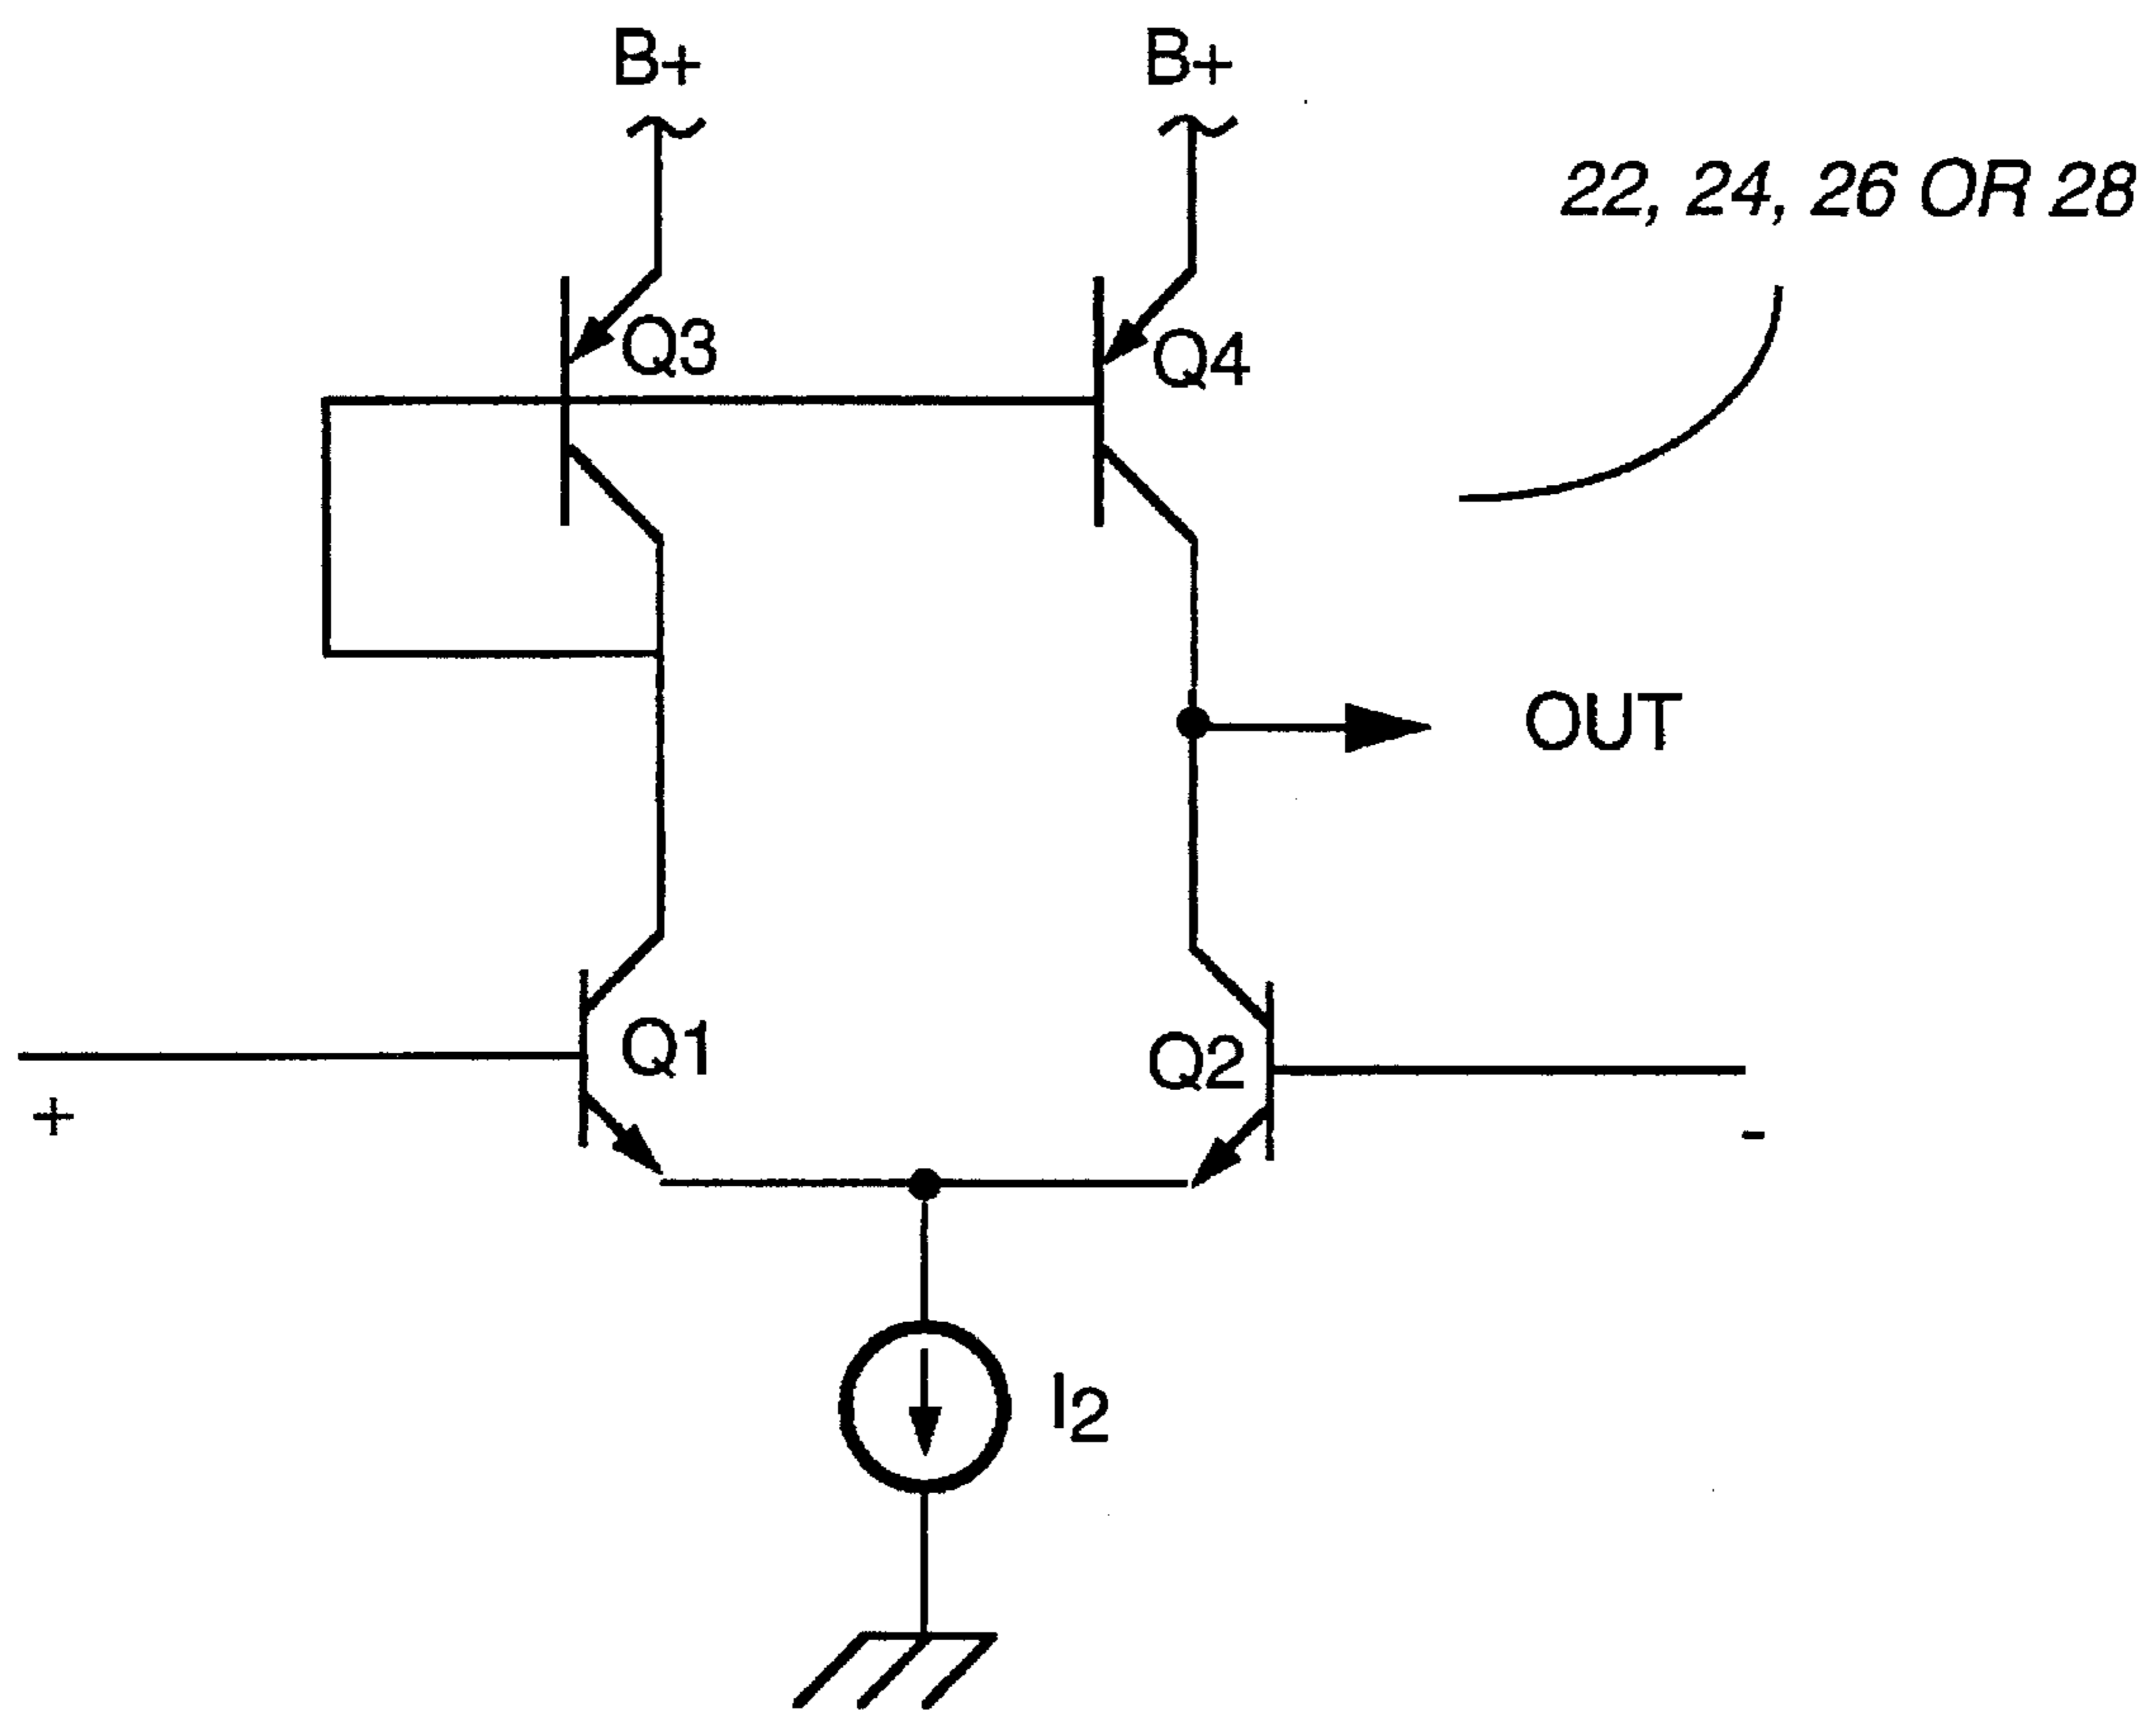 B+ B+
22, 24, 26 OR 28
Q3
Q4
OUT
Q1
Q2
+
-
I2